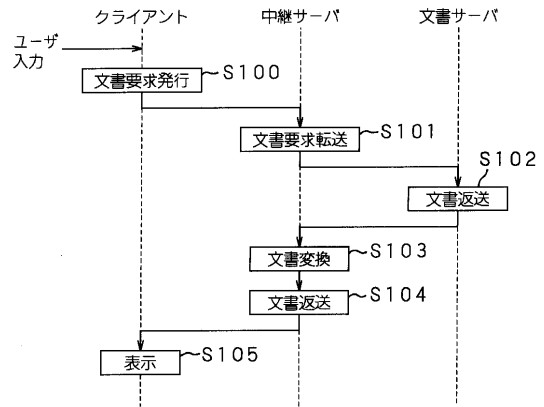 クライアント
中継サーバ
文書サーバ
ユーザ
入力
文書要求発行
S100
文書要求転送
S101
S102
文書返送
文書変換
S103
文書返送
S104
表示
S105